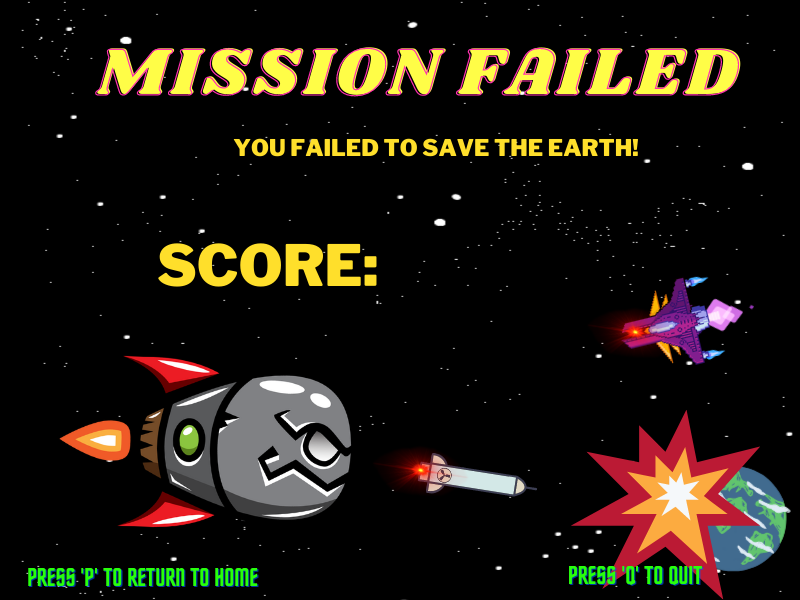 MISSION FAILED
YOU FAILED TO SAVE THE EARTH!
SCORE:
PRESS 'P' TO RETURN TO HOME
PRESS 'Q' TO QUIT